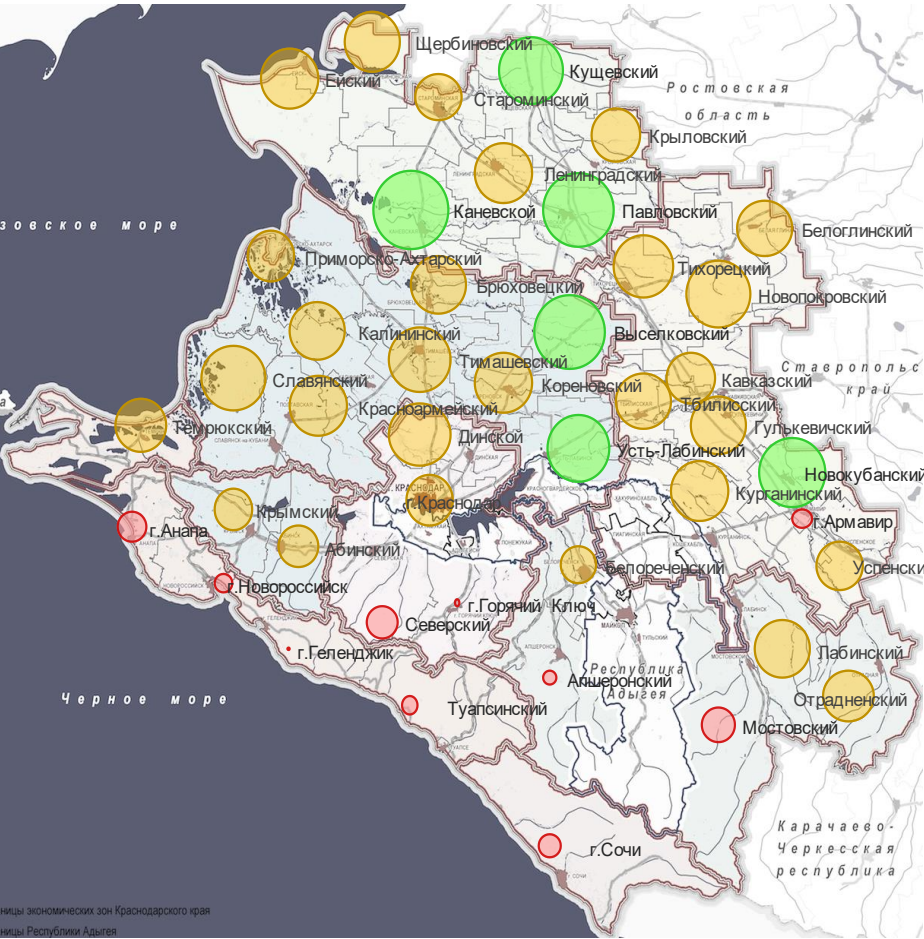 Щербиновский
Ейский
Кущевский
Староминский
Ростовская
область
Крыловский
Ленинградский
Каневской
Павловский
зовское море
Белоглинский
Приморско-Ахтарский
Тихорецкий
Брюховецкий
Новопокровский
Калининский
Выселковский
Тимашевский
Ставропольс
край
Славянский
Кореновский
Кавказский
Красноармейский
Тбилисский
Темрюкский
Гулькевичский
Динской
Усть-Лабинский
Новокубанский
Курганинский
г.Краснодар
Крымский
г.Анапа
г.Армавир
Абинский
Белореченский
Успенски
г.Новороссийск
г.Горячий Ключ
Северский
г.Геленджик
Лабинский
Республика
Адыгея
Апшеронский
Черное море
Отрадненский
Туапсинский
Мостовский
Карачаево-
Черкесская
республика
г.Сочи
ницы экономических зон Краснодарского края
ницы Республики Адыгея